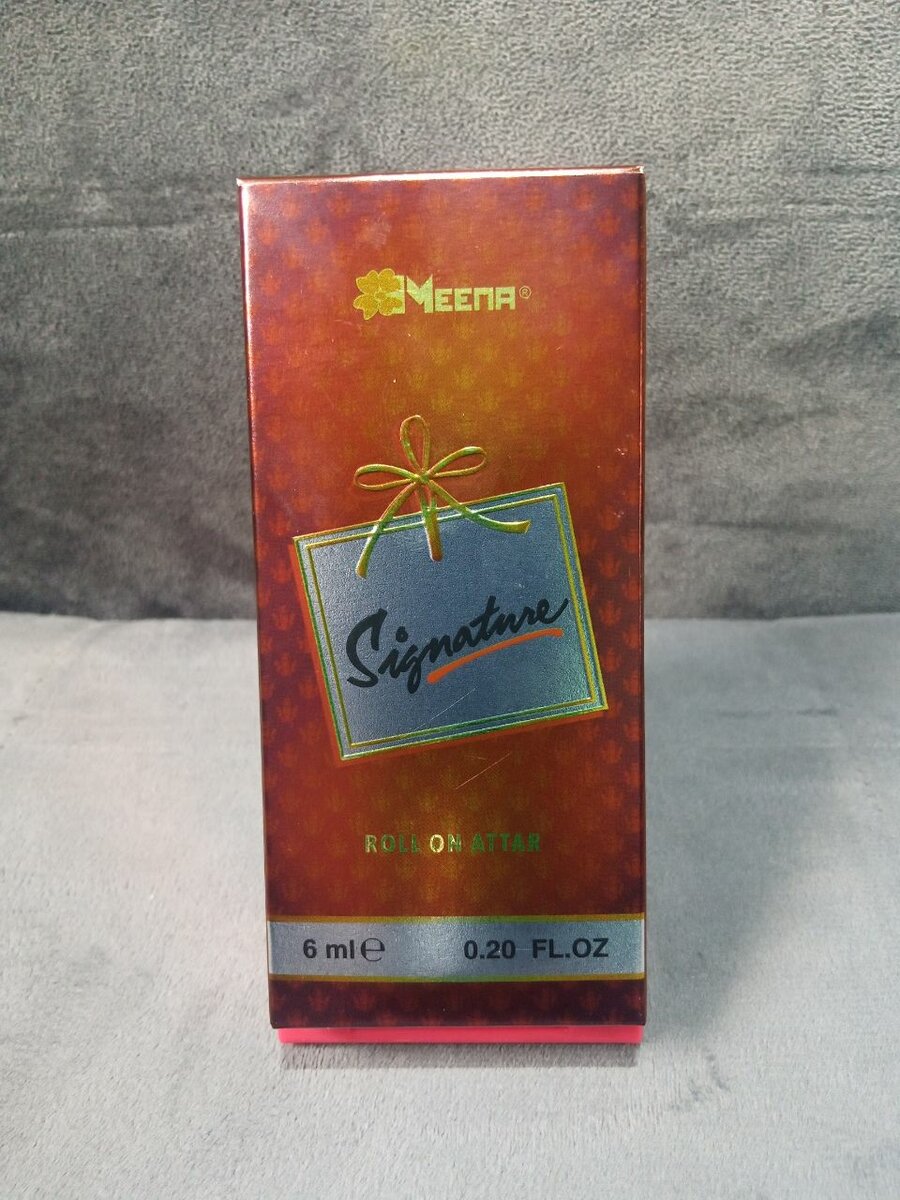 MEENA®
Signature
ROLL ON ATTAR
6 ml ℮ 0.20 FL.OZ